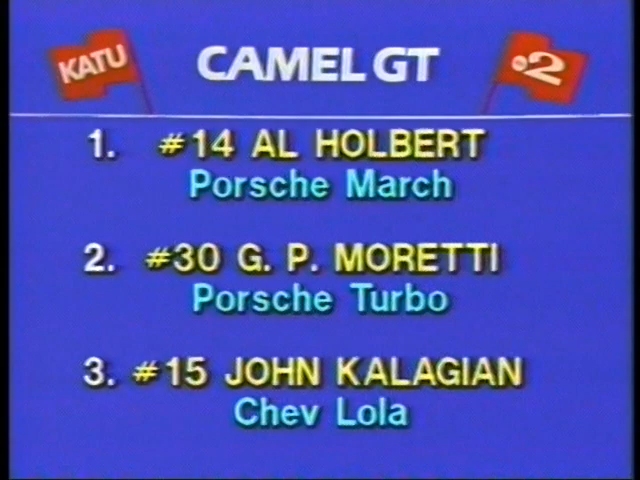 KATU CAMEL GT 2
1. #14 AL HOLBERT
Porsche March
2. #30 G. P. MORETTI
Porsche Turbo
3. #15 JOHN KALAGIAN
Chev Lola